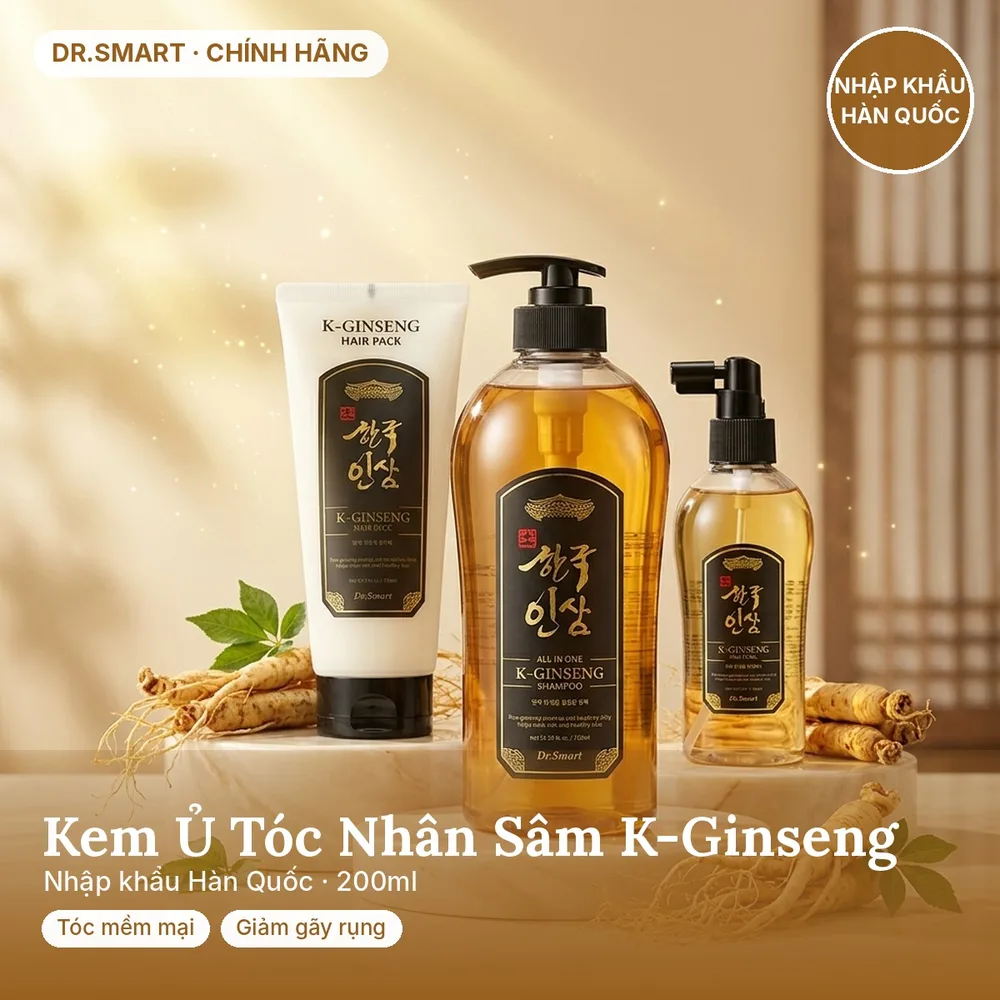 DR.SMART · CHÍNH HÃNG
NHẬP KHẨU
HÀN QUỐC
K-GINSENG
HAIR PACK
한국
인삼
K-GINSENG
Dr.Smart
한국
인삼
ALL IN ONE
K-GINSENG
SHAMPOO
Dr.Smart
한국
인삼
K-GINSENG
Dr.Smart
Kem Ủ Tóc Nhân Sâm K-Ginseng
Nhập khẩu Hàn Quốc · 200ml
Tóc mềm mại
Giảm gãy rụng